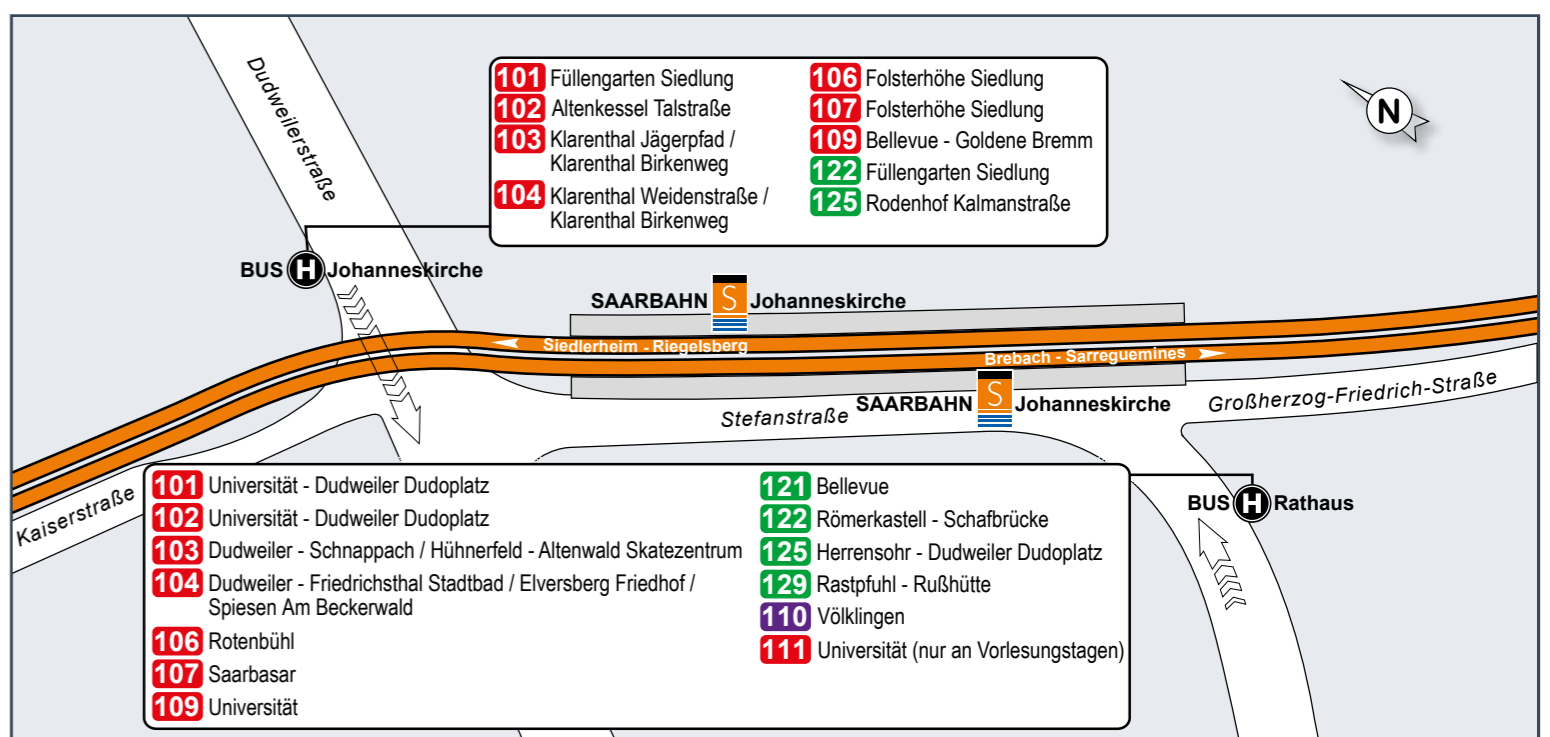 Dudweilerstraße
101 Füllengarten Siedlung
102 Altenkessel Talstraße
103 Klarenthal Jägerpfad /
Klarenthal Birkenweg
104 Klarenthal Weidenstraße /
Klarenthal Birkenweg
106 Folsterhöhe Siedlung
107 Folsterhöhe Siedlung
109 Bellevue - Goldene Bremm
122 Füllengarten Siedlung
125 Rodenhof Kalmanstraße
N
BUS H Johanneskirche
SAARBAHN S Johanneskirche
Siedlerheim - Riegelsberg
Brebach - Sarreguemines
Stefanstraße
SAARBAHN S Johanneskirche
Großherzog-Friedrich-Straße
Kaiserstraße
101 Universität - Dudweiler Dudoplatz
102 Universität - Dudweiler Dudoplatz
103 Dudweiler - Schnappach / Hühnerfeld - Altenwald Skatezentrum
104 Dudweiler - Friedrichsthal Stadtbad / Elversberg Friedhof /
Spiesen Am Beckerwald
106 Rotenbühl
107 Saarbasar
109 Universität
121 Bellevue
122 Römerkastell - Schafbrücke
125 Herrensohr - Dudweiler Dudoplatz
129 Rastpfuhl - Rußhütte
110 Völklingen
111 Universität (nur an Vorlesungstagen)
BUS H Rathaus